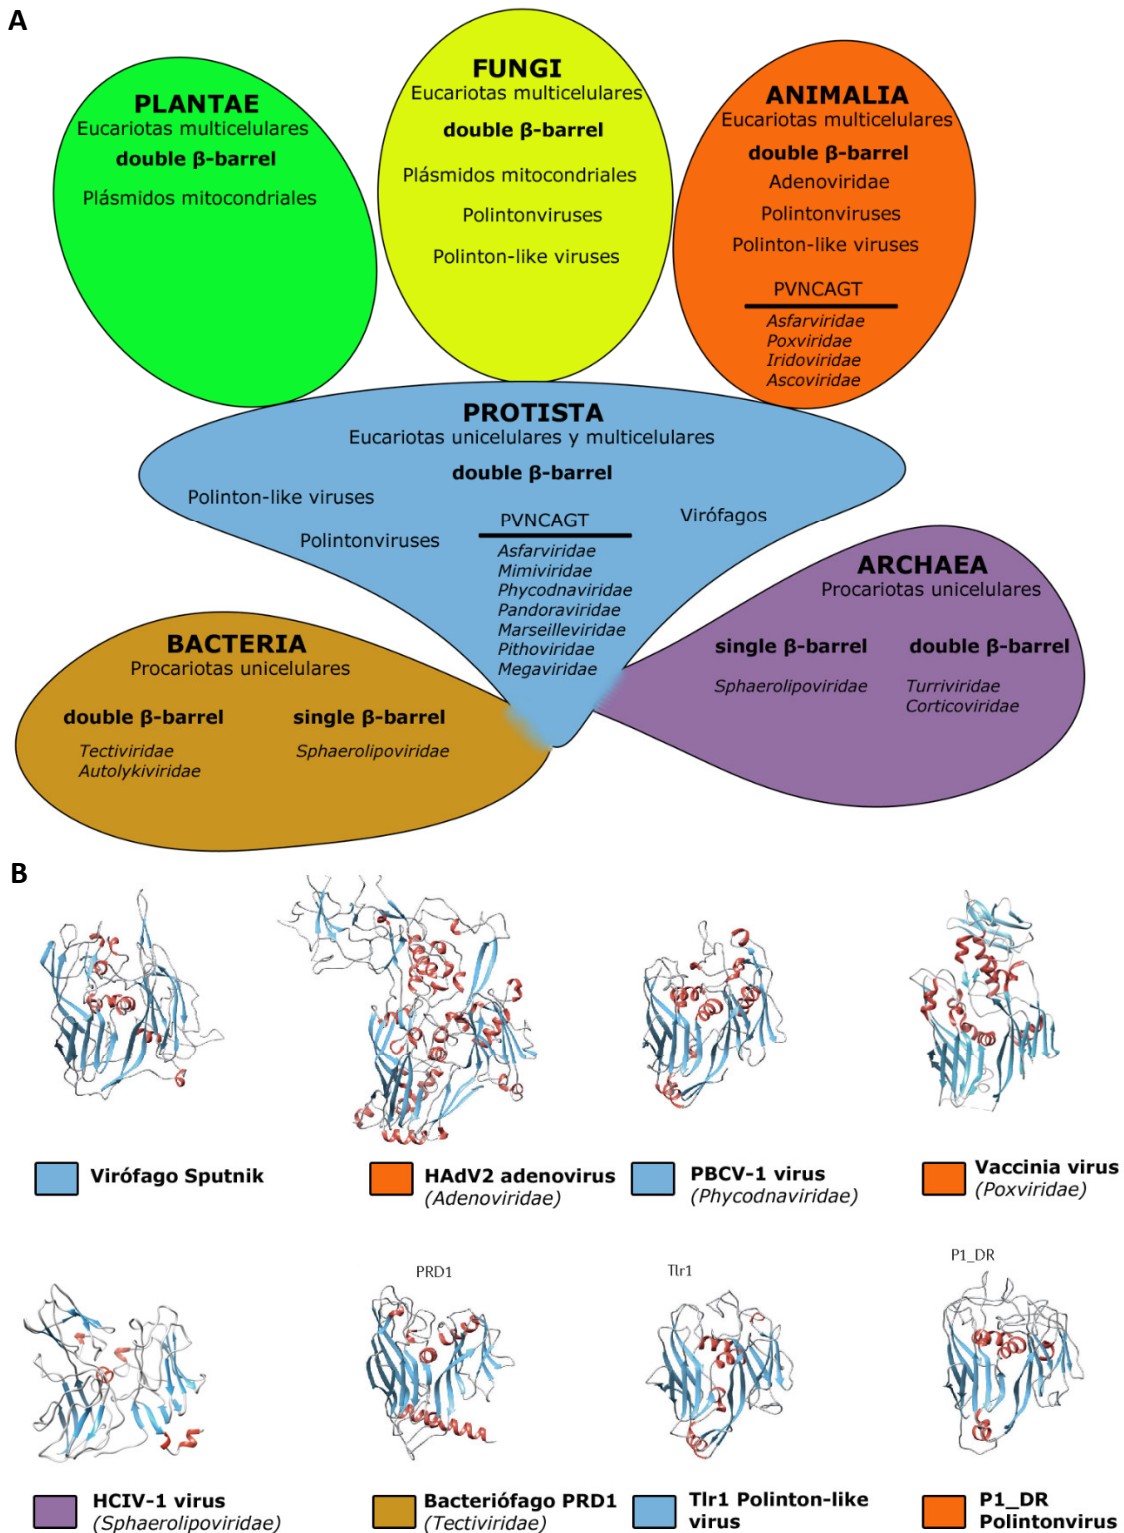 A
PLANTAE
Eucariotas multicelulares
double β-barrel
Plásmidos mitocondriales
FUNGI
Eucariotas multicelulares
double β-barrel
Plásmidos mitocondriales
Polintonviruses
Polinton-like viruses
ANIMALIA
Eucariotas multicelulares
double β-barrel
Adenoviridae
Polintonviruses
Polinton-like viruses
PVNCAGT
Asfarviridae
Poxviridae
Iridoviridae
Ascoviridae
PROTISTA
Eucariotas unicelulares y multicelulares
double β-barrel
Polinton-like viruses
Polintonviruses
PVNCAGT
Asfarviridae
Mimiviridae
Phycodnaviridae
Pandoraviridae
Marseilleviridae
Pithoviridae
Megaviridae
Virófagos
ARCHAEA
Procariotas unicelulares
single β-barrel
Sphaerolipoviridae
double β-barrel
Turriviridae
Corticoviridae
BACTERIA
Procariotas unicelulares
double β-barrel
Tectiviridae
Autolykiviridae
single β-barrel
Sphaerolipoviridae
B
Virófago Sputnik
HAdV2 adenovirus
(Adenoviridae)
PBCV-1 virus
(Phycodnaviridae)
Vaccinia virus
(Poxviridae)
PRD1
Tlr1
P1_DR
HCIV-1 virus
(Sphaerolipoviridae)
Bacteriófago PRD1
(Tectiviridae)
Tlr1 Polinton-like
virus
P1_DR
Polintonvirus